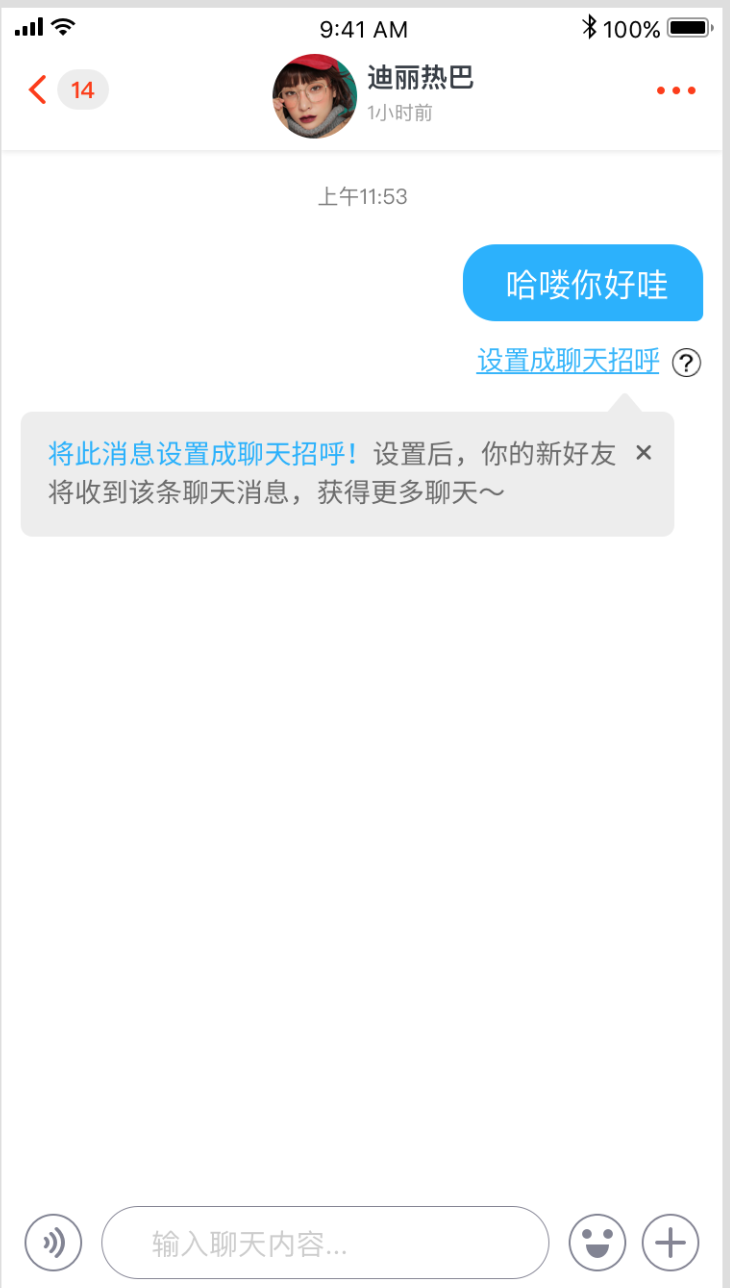 9:41 AM
100%
14
迪丽热巴
1小时前
上午11:53
哈喽你好哇
设置成聊天招呼 ?
将此消息设置成聊天招呼！设置后，你的新好友 ×
将收到该条聊天消息，获得更多聊天～
输入聊天内容...